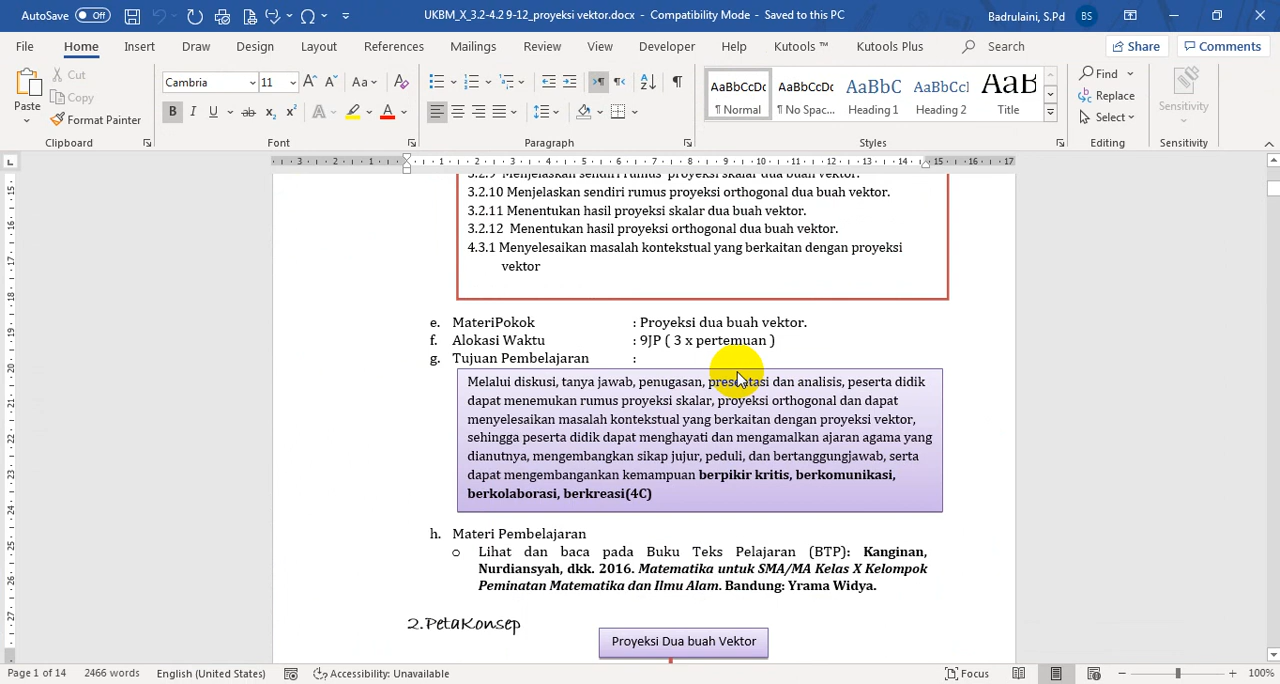 AutoSave Off UKBM_X_3.2-4.2 9-12_proyeksi vektor.docx - Compatibility Mode - Saved to this PC Badrulaini, S.Pd BS
File Home Insert Draw Design Layout References Mailings Review View Developer Help Kutools ™ Kutools Plus Search Share Comments
Paste
Cut
Copy
Format Painter
Cambria 11
AaBbCcDc AaBbCcDc AaBbC AaBbCcl AaB
¶ Normal ¶ No Spac... Heading 1 Heading 2 Title
Find
Replace
Select
Sensitivity
Clipboard Font Paragraph Styles Editing Sensitivity
3.2.9 Menjelaskan sendiri rumus proyeksi skalar dua buah vektor.
3.2.10 Menjelaskan sendiri rumus proyeksi orthogonal dua buah vektor.
3.2.11 Menentukan hasil proyeksi skalar dua buah vektor.
3.2.12 Menentukan hasil proyeksi orthogonal dua buah vektor.
4.3.1 Menyelesaikan masalah kontekstual yang berkaitan dengan proyeksi
vektor
e. MateriPokok : Proyeksi dua buah vektor.
f. Alokasi Waktu : 9JP ( 3 x pertemuan )
g. Tujuan Pembelajaran :
Melalui diskusi, tanya jawab, penugasan, presentasi dan analisis, peserta didik
dapat menemukan rumus proyeksi skalar, proyeksi orthogonal dan dapat
menyelesaikan masalah kontekstual yang berkaitan dengan proyeksi vektor,
sehingga peserta didik dapat menghayati dan mengamalkan ajaran agama yang
dianutnya, mengembangkan sikap jujur, peduli, dan bertanggungjawab, serta
dapat mengembangankan kemampuan berpikir kritis, berkomunikasi,
berkolaborasi, berkreasi(4C)
h. Materi Pembelajaran
o Lihat dan baca pada Buku Teks Pelajaran (BTP): Kanginan,
Nurdiansyah, dkk. 2016. Matematika untuk SMA/MA Kelas X Kelompok
Peminatan Matematika dan Ilmu Alam. Bandung: Yrama Widya.
2.PetaKonsep
Proyeksi Dua buah Vektor
Page 1 of 14 2466 words English (United States) Accessibility: Unavailable Focus 100%